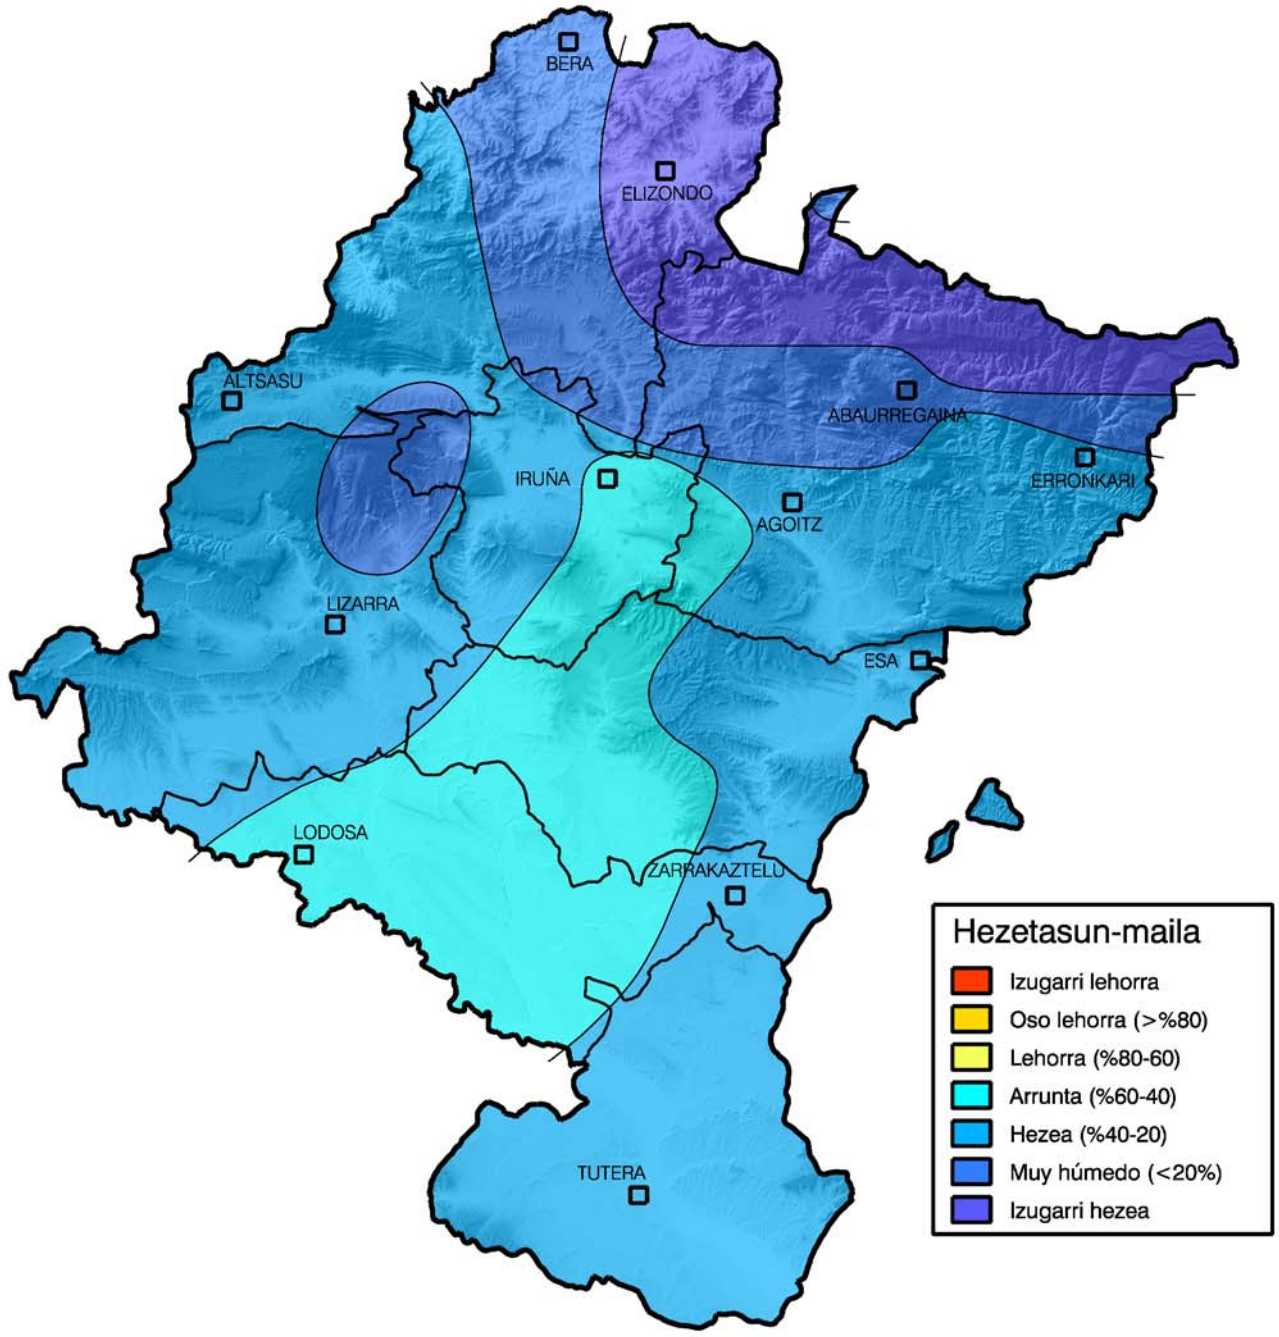 BERA
ELIZONDO
ALTSASU
ABAURREGAINA
IRUÑA
ERRONKARI
AGOITZ
LIZARRA
ESA
LODOSA
ZARRAKAZTELU
TUTERA
Hezetasun-maila
Izugarri lehorra
Oso lehorra (>%80)
Lehorra (%80-60)
Arrunta (%60-40)
Hezea (%40-20)
Muy húmedo (<20%)
Izugarri hezea